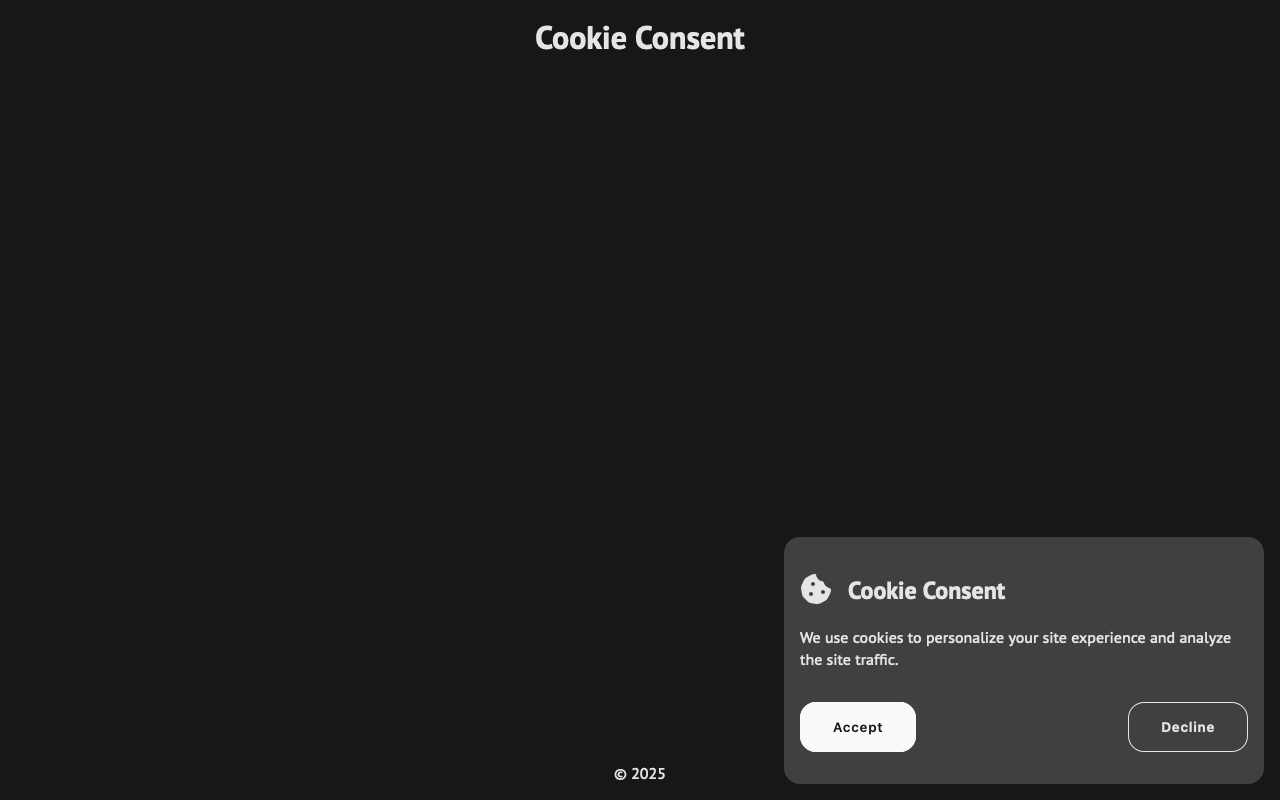 Cookie Consent
Cookie Consent
We use cookies to personalize your site experience and analyze
the site traffic.
Accept
Decline
© 2025